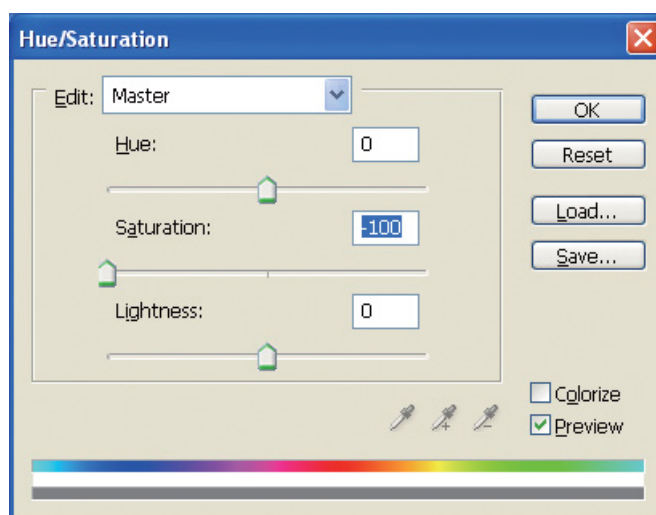 Hue/Saturation
Edit: Master
Hue: 0
Saturation: -100
Lightness: 0
OK
Reset
Load...
Save...
Colorize
Preview